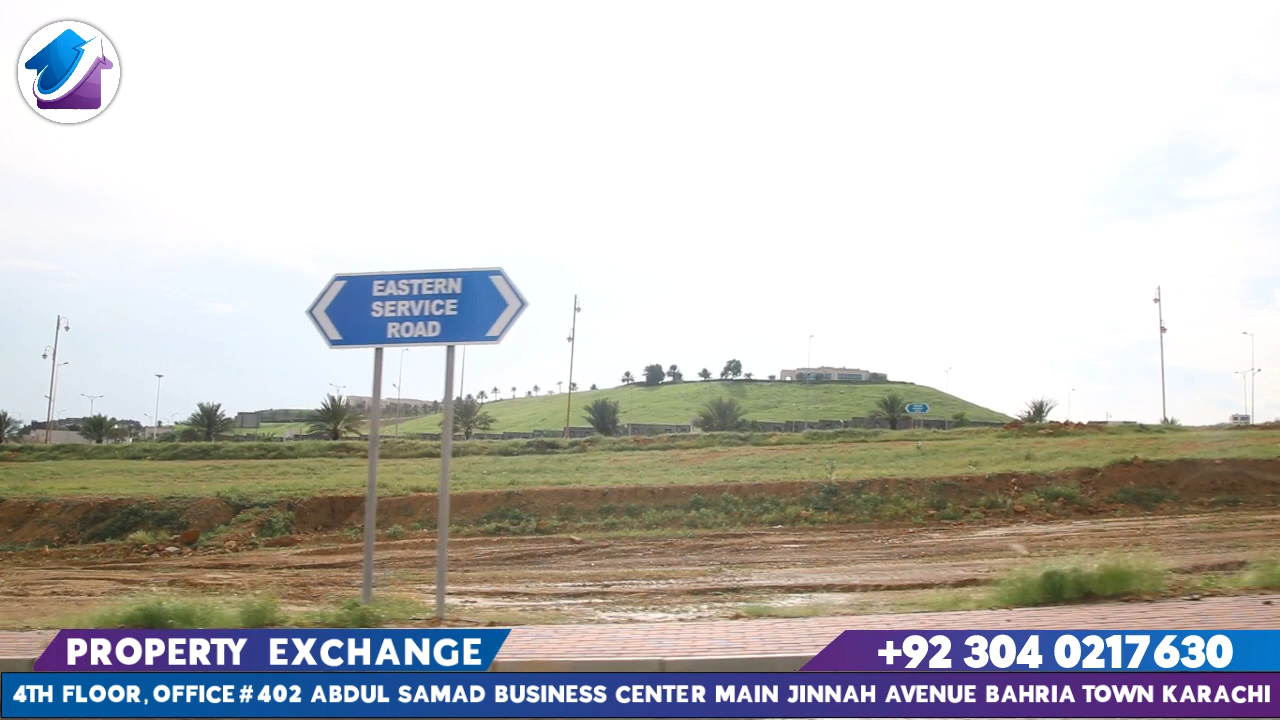 EASTERN
SERVICE
ROAD
PROPERTY EXCHANGE
+92 304 0217630
4TH FLOOR, OFFICE # 402 ABDUL SAMAD BUSINESS CENTER MAIN JINNAH AVENUE BAHRIA TOWN KARACHI